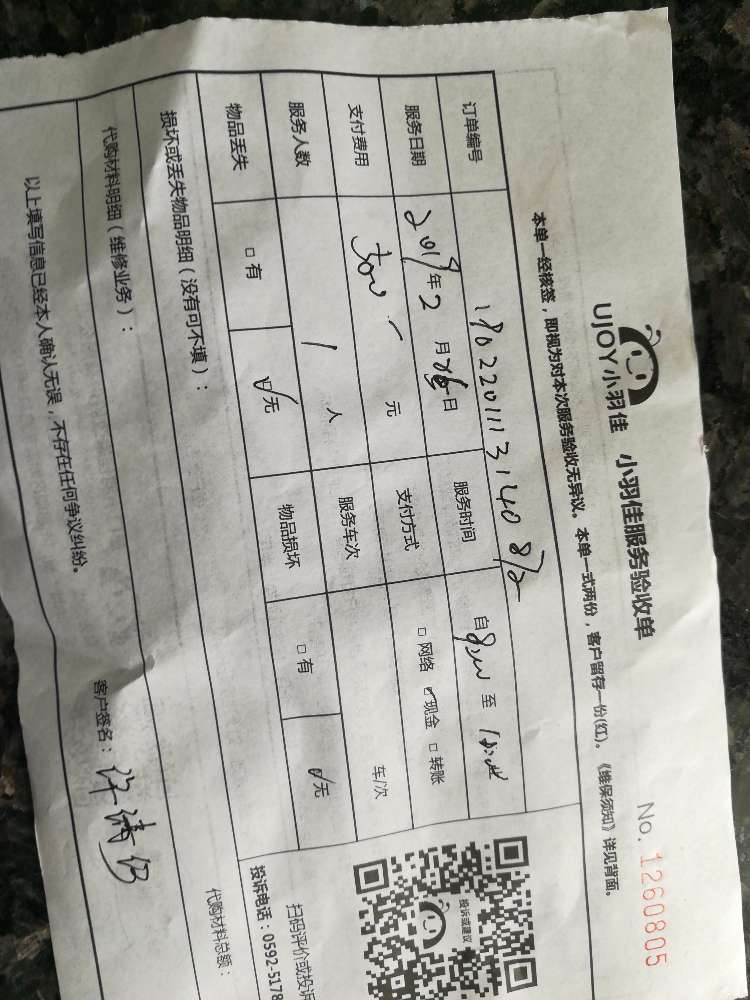 UJOY小羽佳 小羽佳服务验收单
No. 1260805
本单一经核签，即视为对本次服务验收无异议。本单一式两份，客户留存一份(红)。《维保须知》详见背面。
订单编号
服务日期 2019年2月 日 服务时间 自 至
支付费用 300 元 支付方式 □网络 ☑现金 □转账
服务人数 1 人 服务车次 车/次
物品丢失 □有 ☑无 物品损坏 □有 ☑无
损坏或丢失物品明细（没有可不填）：
代购材料明细（维修业务）：
代购材料总额：
以上填写信息已经本人确认无误，不存在任何争议纠纷。
客户签名：
投诉或建议
扫码评价或投诉
投诉电话：0592-5178